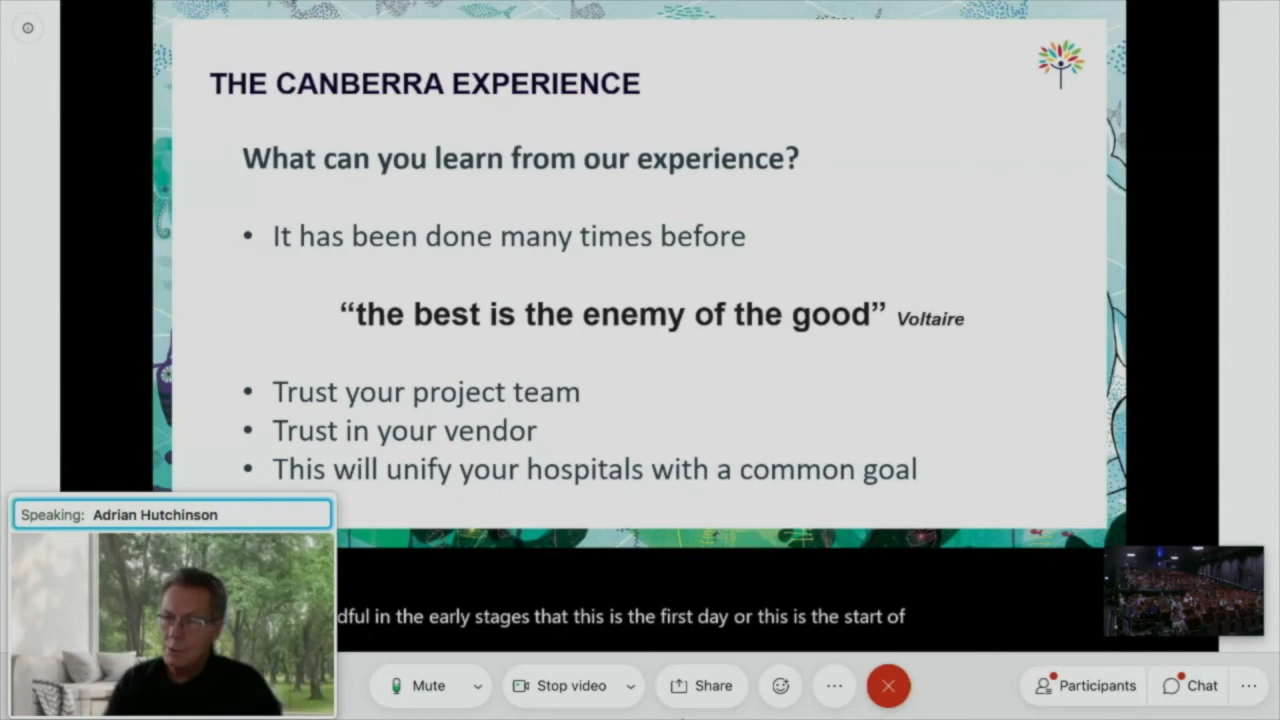 THE CANBERRA EXPERIENCE
What can you learn from our experience?
• It has been done many times before
“the best is the enemy of the good” Voltaire
• Trust your project team
• Trust in your vendor
• This will unify your hospitals with a common goal
Speaking: Adrian Hutchinson
in the early stages that this is the first day or this is the start of
Mute
Stop video
Share
Participants
Chat